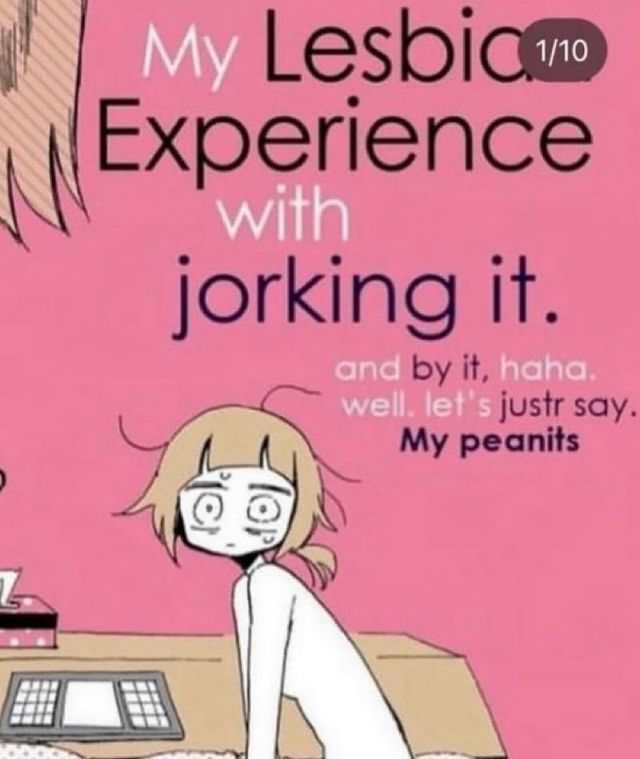 My Lesbia
1/10
Experience
with
jorking it.
and by it, haha.
well. let's justr say.
My peanits